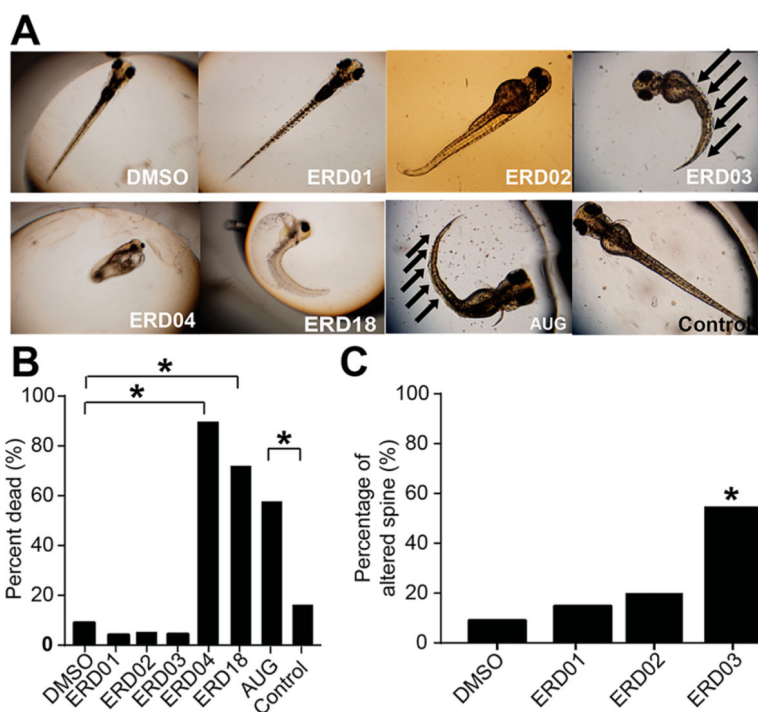 A
DMSO
ERD01
ERD02
ERD03
ERD04
ERD18
AUG
Control
B
Percent dead (%)
100
80
60
40
20
0
*
*
*
DMSO
ERD01
ERD02
ERD03
ERD04
ERD18
AUG
Control
C
Percentage of
altered spine (%)
100
80
60
40
20
0
*
DMSO
ERD01
ERD02
ERD03